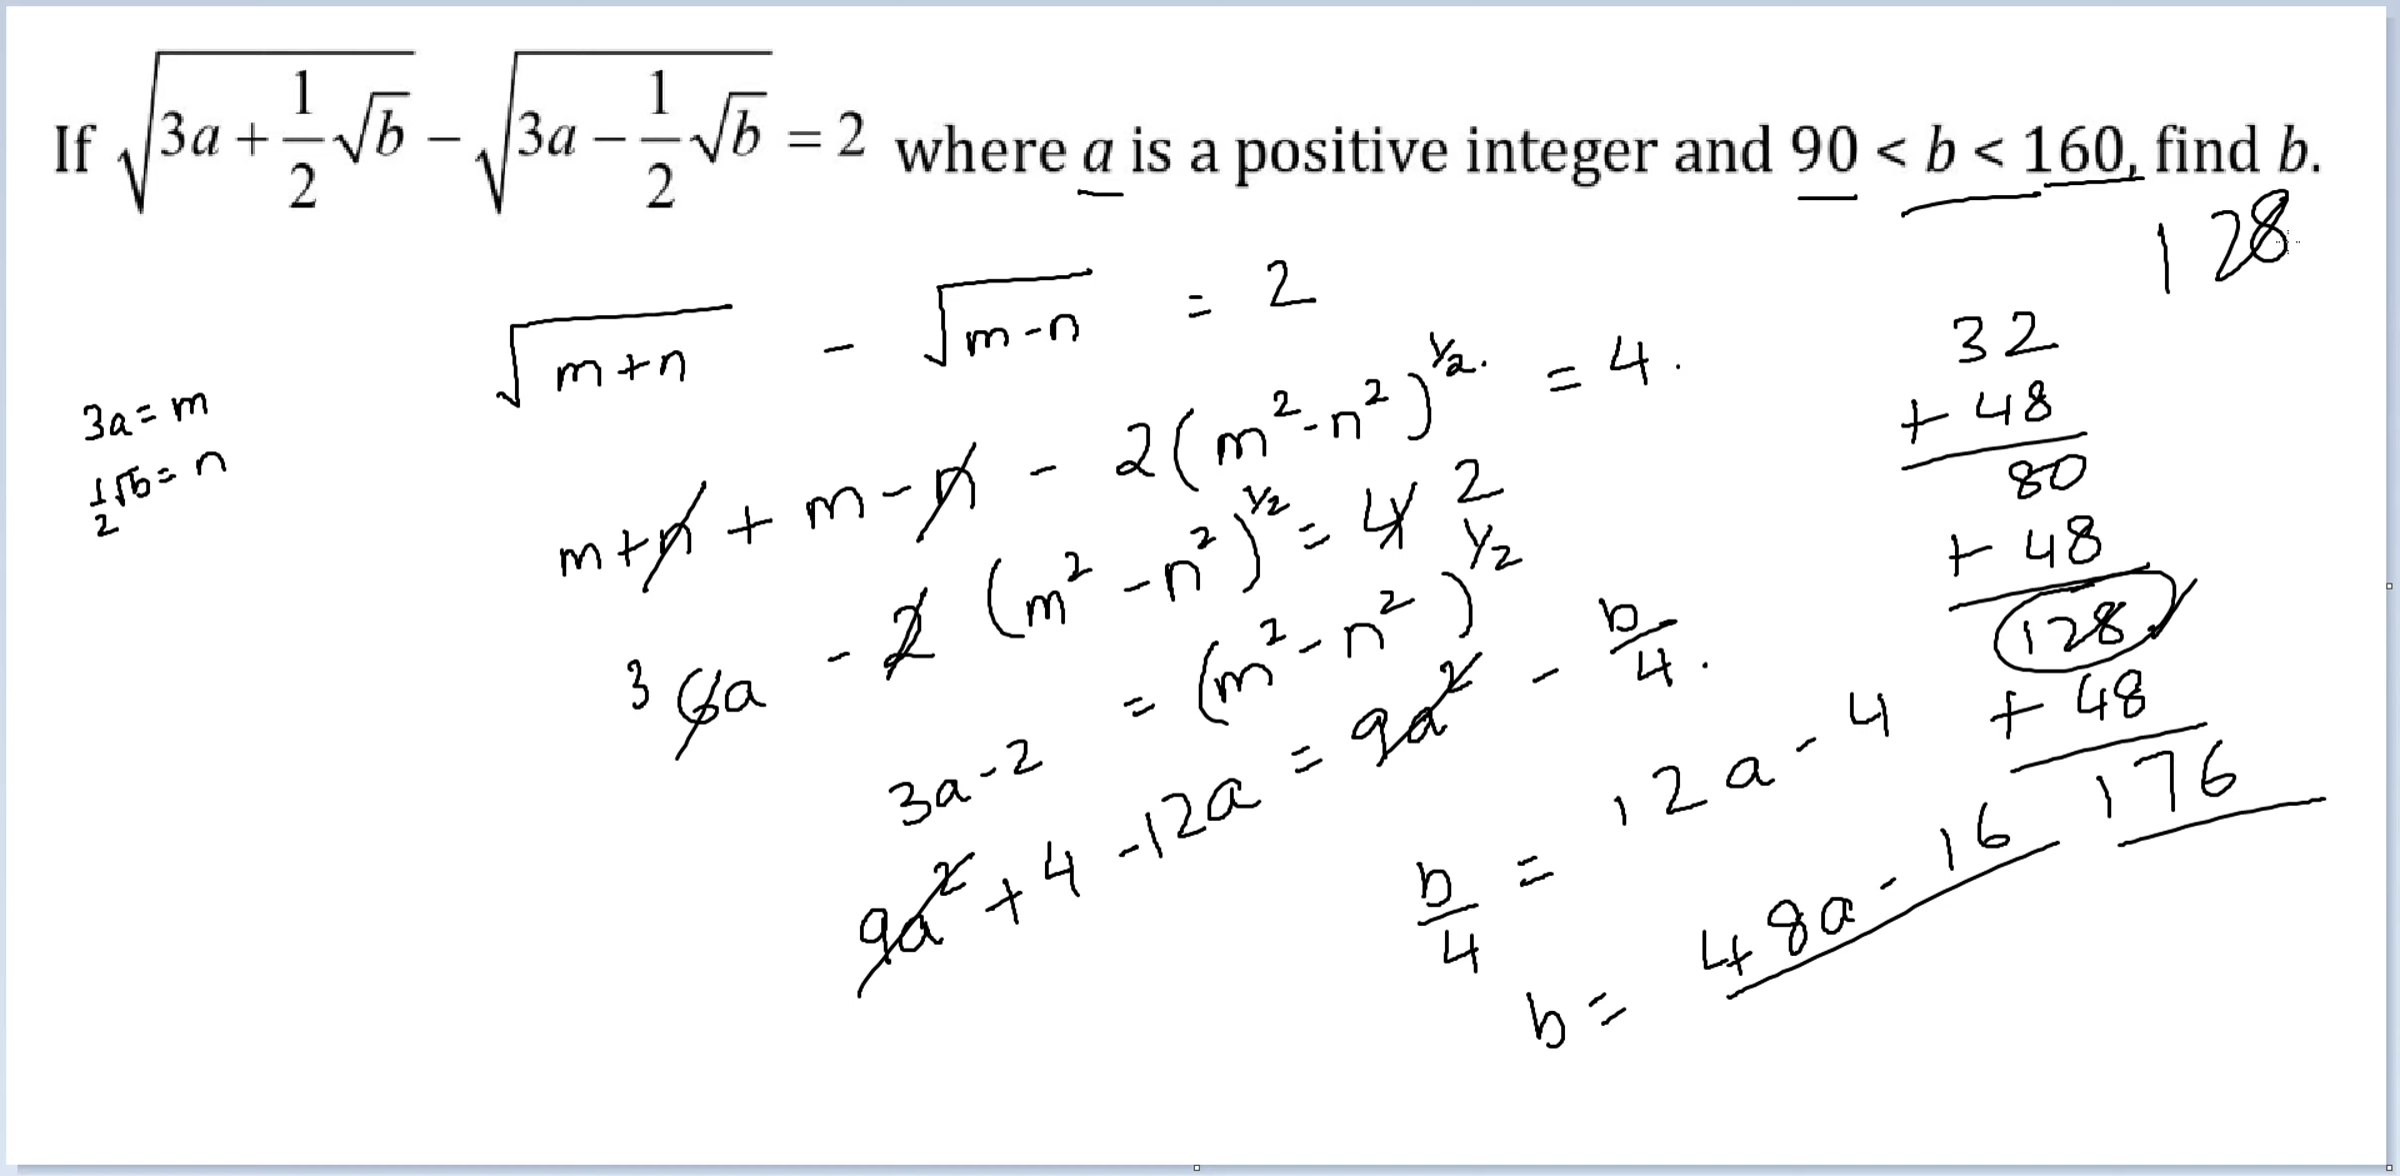 If √(3a + 1/2 √b) − √(3a − 1/2 √b) = 2 where a is a positive integer and 90 < b < 160, find b.
128
√(m+n) - √(m-n) = 2
3a = m
1/2 √b = n
m+n + m-n - 2(m²-n²)^½. = 4.
3 6a - 2 (m² - n²)^½ = 4 2
3a-2 = (m²-n²)^½
9a² + 4 - 12a = 9a² - b/4.
b/4 = 12a - 4
b = 48a - 16
32
+ 48
80
+ 48
128
+ 48
176